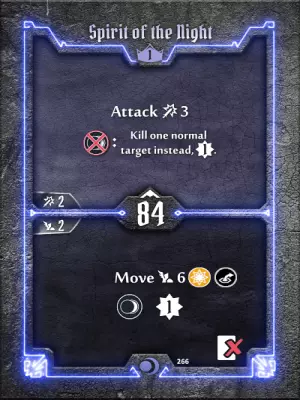 Spirit of the Night
1
Attack 3
: Kill one normal
target instead, 1.
2
84
2
Move 6
1
266